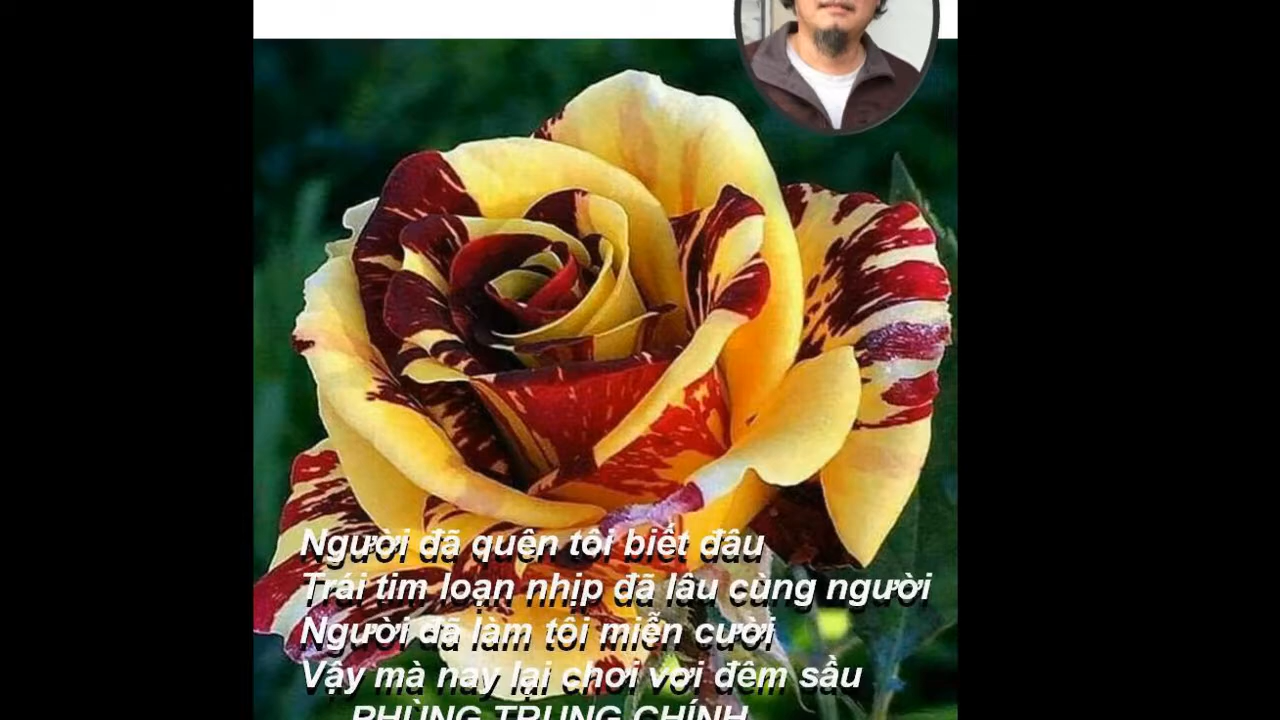 Người đã quên tôi biết đâu
Trái tim loạn nhịp đã lâu cùng người
Người đã làm tôi miễn cười
Vậy mà nay lại chơi vơi đêm sầu
PHÙNG TRUNG CHÍNH